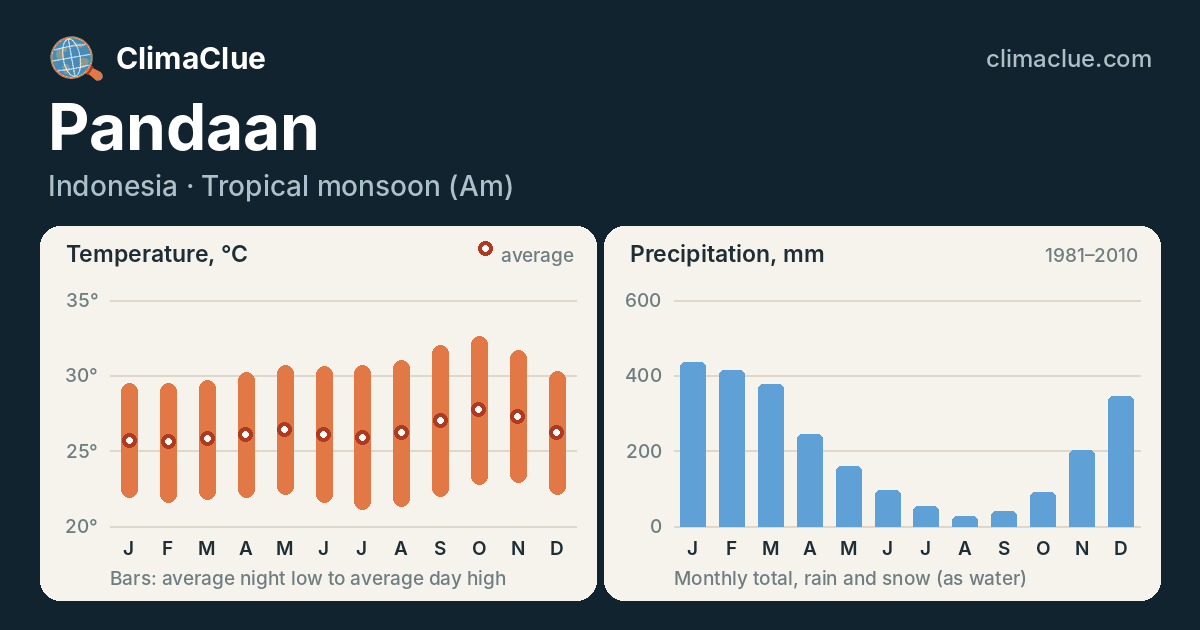 ClimaClue
climaclue.com
Pandaan
Indonesia · Tropical monsoon (Am)
Temperature, °C
average
35°
30°
25°
20°
J F M A M J J A S O N D
Bars: average night low to average day high
Precipitation, mm
1981–2010
600
400
200
0
J F M A M J J A S O N D
Monthly total, rain and snow (as water)